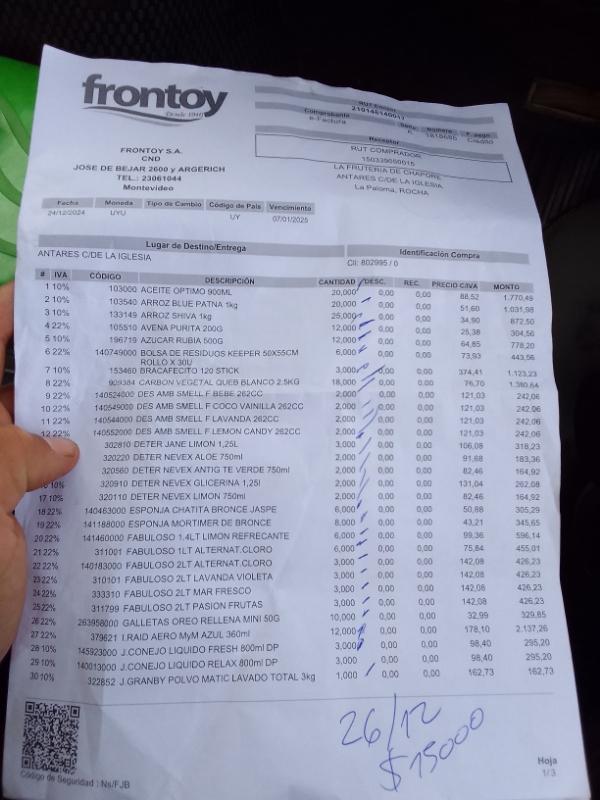 frontoy
Desde 1940
FRONTOY S.A.
CND
JOSE DE BEJAR 2600 y ARGERICH
TEL.: 23061044
Montevideo
RUT Emisor
Comprobante Serie Número F. pago
e-Factura A Crédito
Receptor
RUT COMPRADOR
LA FRUTERIA DE CHAPORE
ANTARES C/DE LA IGLESIA
La Paloma, ROCHA
Fecha Moneda Tipo de Cambio Código de País Vencimiento
24/12/2024 UYU UY 07/01/2025
Lugar de Destino/Entrega Identificación Compra
ANTARES C/DE LA IGLESIA Cli: 802995 / 0
# IVA CÓDIGO DESCRIPCIÓN CANTIDAD DESC. REC. PRECIO C/IVA MONTO
1 10% 103000 ACEITE OPTIMO 900ML 20,000 0,00 0,00 88,52 1.770,49
2 10% 103540 ARROZ BLUE PATNA 1kg 20,000 0,00 0,00 51,60 1.031,98
3 10% 133149 ARROZ SHIVA 1kg 25,000 0,00 0,00 34,90 872,50
4 22% 105510 AVENA PURITA 200G 12,000 0,00 0,00 25,38 304,56
5 10% 196719 AZUCAR RUBIA 500G 12,000 0,00 0,00 64,85 778,20
6 22% 140749000 BOLSA DE RESIDUOS KEEPER 50X55CM 6,000 0,00 0,00 73,93 443,56
ROLLO X 30U
7 10% 153460 BRACAFECITO 120 STICK 3,000 0,00 0,00 374,41 1.123,23
8 22% 909384 CARBON VEGETAL QUEB BLANCO 2.5KG 18,000 0,00 0,00 76,70 1.380,64
9 22% 140524000 DES AMB SMELL F BEBE 262CC 2,000 0,00 0,00 121,03 242,06
10 22% 140549000 DES AMB SMELL F COCO VAINILLA 262CC 2,000 0,00 0,00 121,03 242,06
11 22% 140544000 DES AMB SMELL F LAVANDA 262CC 2,000 0,00 0,00 121,03 242,06
12 22% 140552000 DES AMB SMELL F LEMON CANDY 262CC 2,000 0,00 0,00 121,03 242,06
302810 DETER JANE LIMON 1,25L 3,000 0,00 0,00 106,08 318,23
320220 DETER NEVEX ALOE 750ml 2,000 0,00 0,00 91,68 183,36
320560 DETER NEVEX ANTIG TE VERDE 750ml 2,000 0,00 0,00 82,46 164,92
16 10% 320910 DETER NEVEX GLICERINA 1,25l 2,000 0,00 0,00 131,04 262,08
17 10% 320110 DETER NEVEX LIMON 750ml 2,000 0,00 0,00 82,46 164,92
18 22% 140463000 ESPONJA CHATITA BRONCE JASPE 6,000 0,00 0,00 50,88 305,29
19 22% 141188000 ESPONJA MORTIMER DE BRONCE 8,000 0,00 0,00 43,21 345,65
20 22% 141460000 FABULOSO 1.4LT LIMON REFRECANTE 6,000 0,00 0,00 99,36 596,14
21 22% 311001 FABULOSO 1LT ALTERNAT.CLORO 6,000 0,00 0,00 75,84 455,01
22 22% 140183000 FABULOSO 2LT ALTERNAT.CLORO 3,000 0,00 0,00 142,08 426,23
23 22% 310101 FABULOSO 2LT LAVANDA VIOLETA 3,000 0,00 0,00 142,08 426,23
24 22% 333310 FABULOSO 2LT MAR FRESCO 3,000 0,00 0,00 142,08 426,23
25 22% 311799 FABULOSO 2LT PASION FRUTAS 3,000 0,00 0,00 142,08 426,23
26 22% 263958000 GALLETAS OREO RELLENA MINI 50G 10,000 0,00 0,00 32,99 329,85
27 22% 379621 I.RAID AERO MyM AZUL 360ml 12,000 0,00 0,00 178,10 2.137,26
28 10% 145923000 J.CONEJO LIQUIDO FRESH 800ml DP 3,000 0,00 0,00 98,40 295,20
29 10% 140013000 J.CONEJO LIQUIDO RELAX 800ml DP 3,000 0,00 0,00 98,40 295,20
30 10% 322852 J.GRANBY POLVO MATIC LAVADO TOTAL 3kg 1,000 0,00 0,00 162,73 162,73
26/12
$ 15000
Código de Seguridad : Ns/FJB
Hoja
1/3